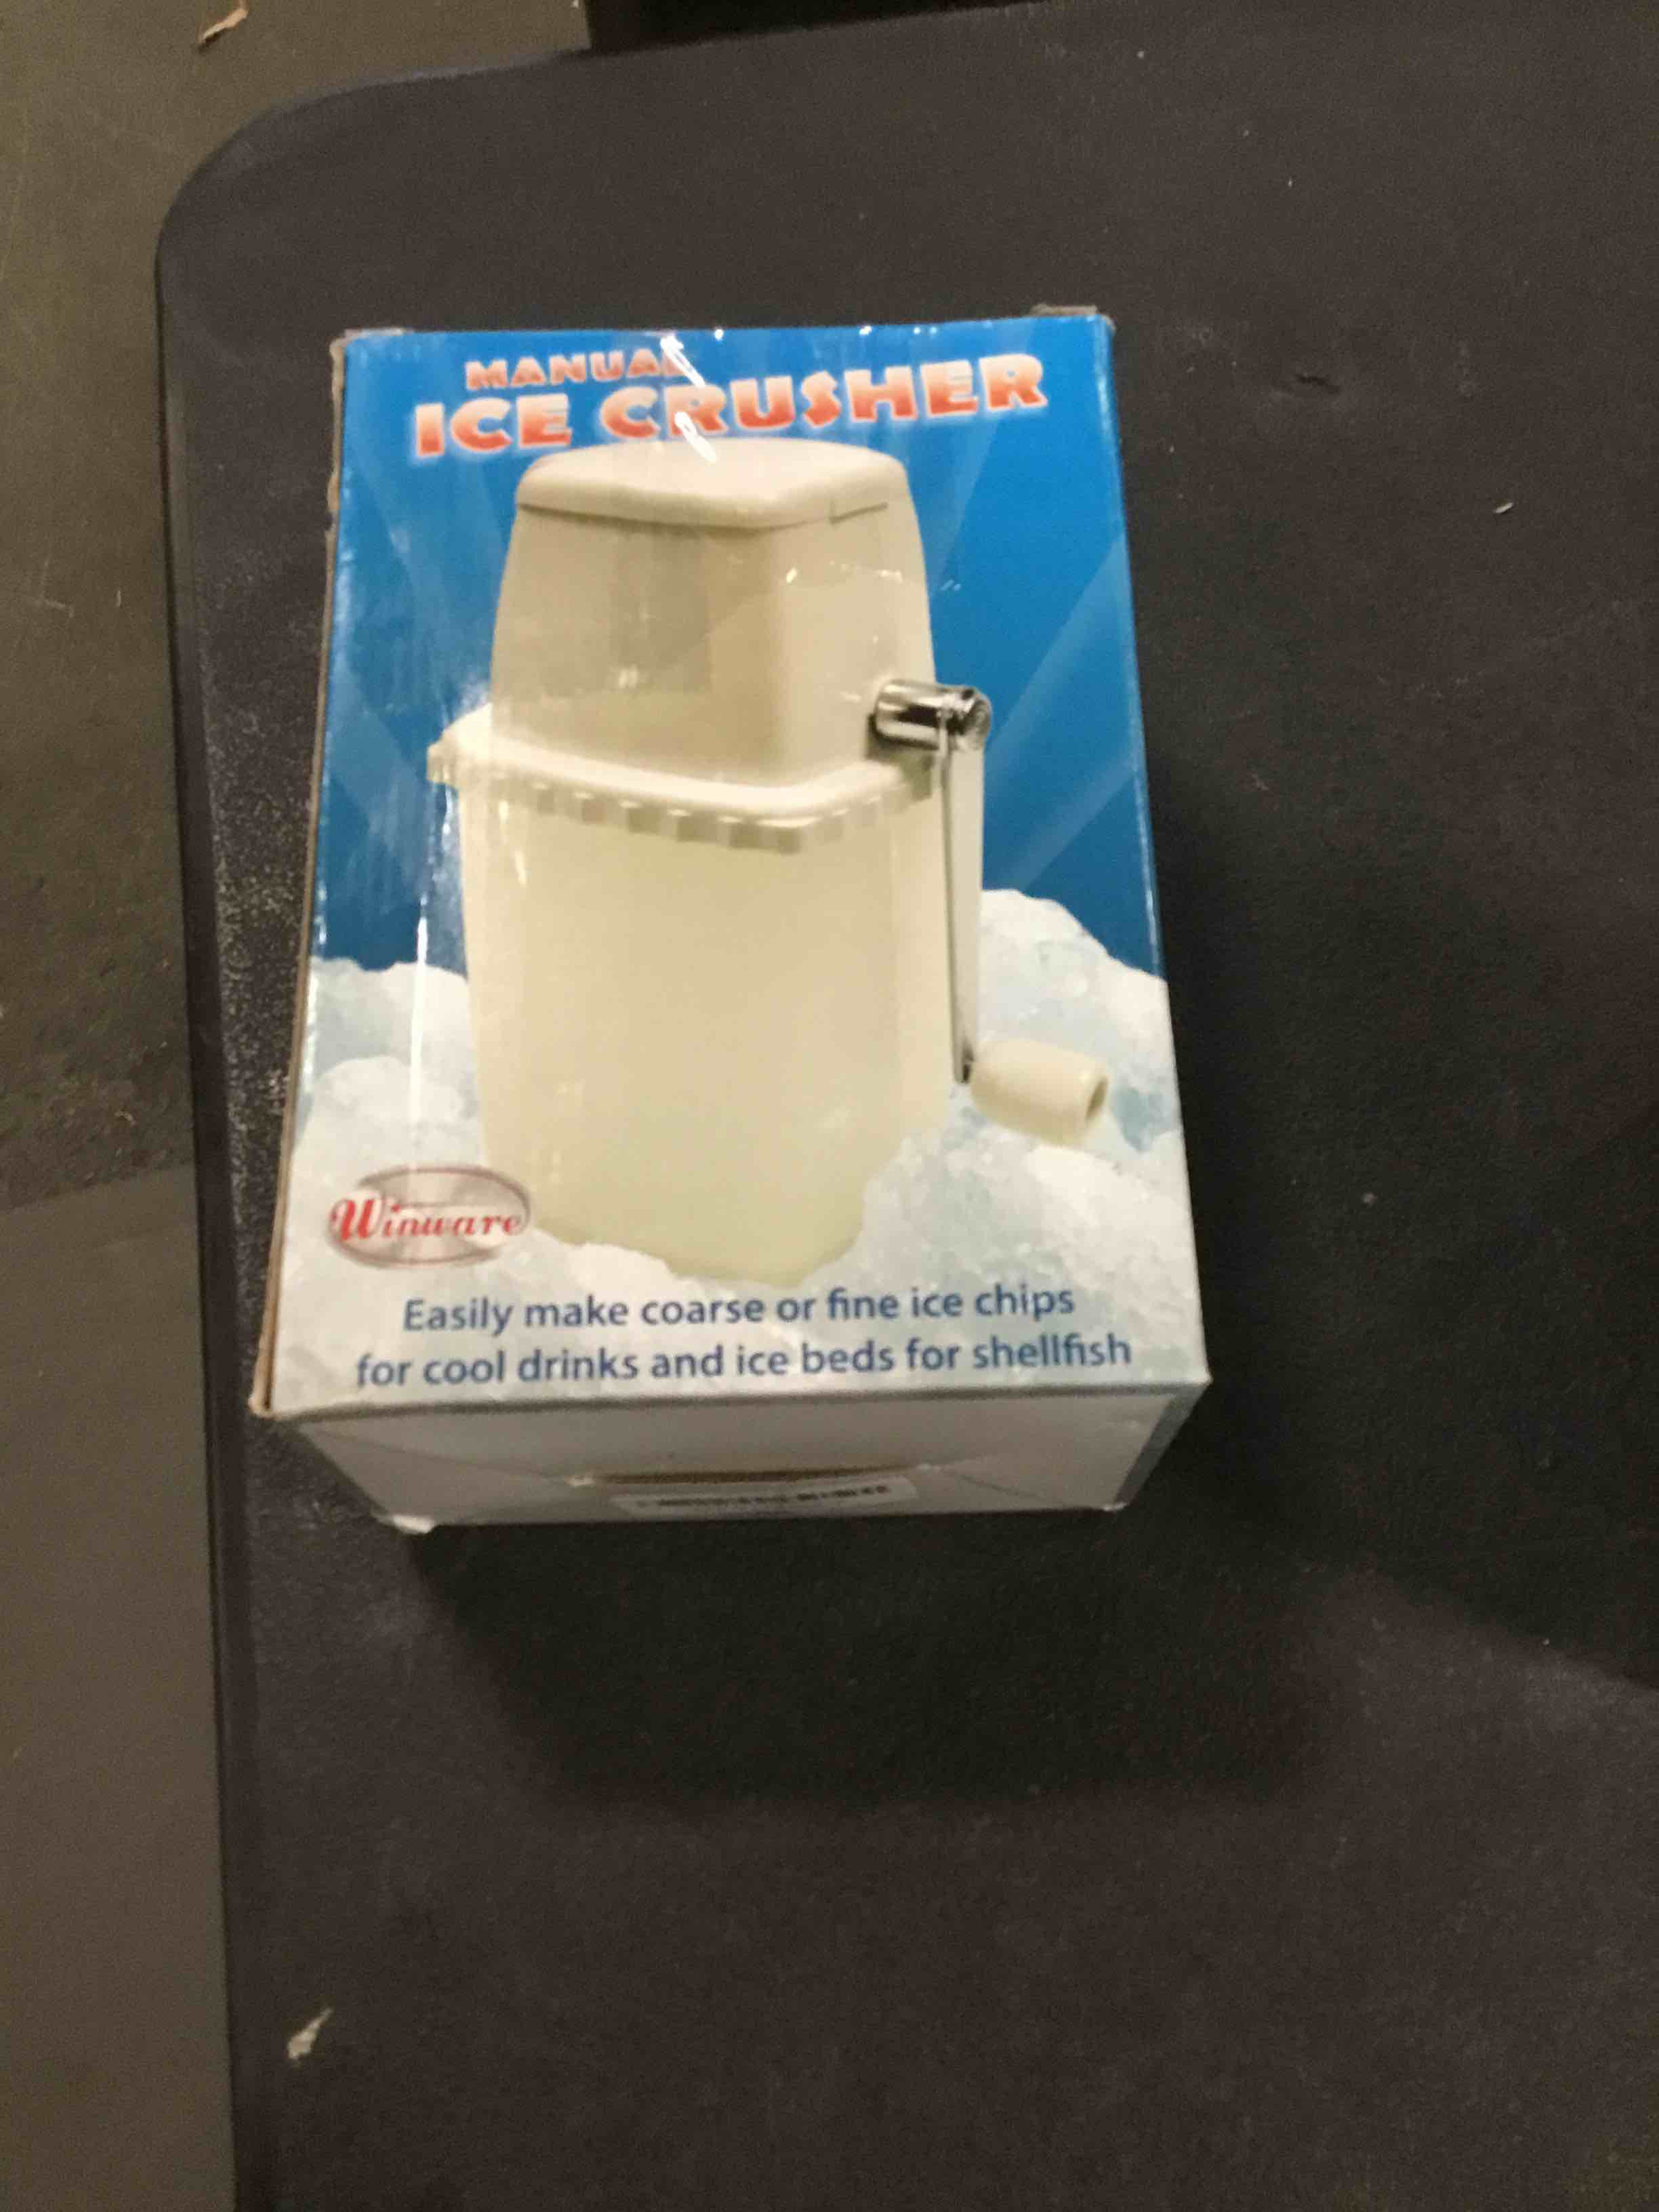 MANUAL
ICE CRUSHER
Winware
Easily make coarse or fine ice chips
for cool drinks and ice beds for shellfish